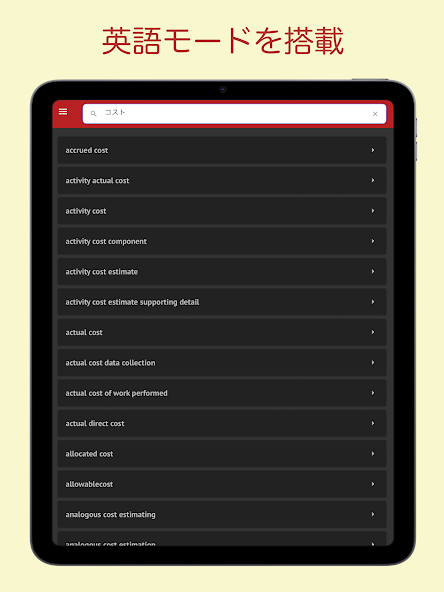 英語モードを搭載
コスト
accrued cost
activity actual cost
activity cost
activity cost component
activity cost estimate
activity cost estimate supporting detail
actual cost
actual cost data collection
actual cost of work performed
actual direct cost
allocated cost
allowablecost
analogous cost estimating
analogous cost estimation